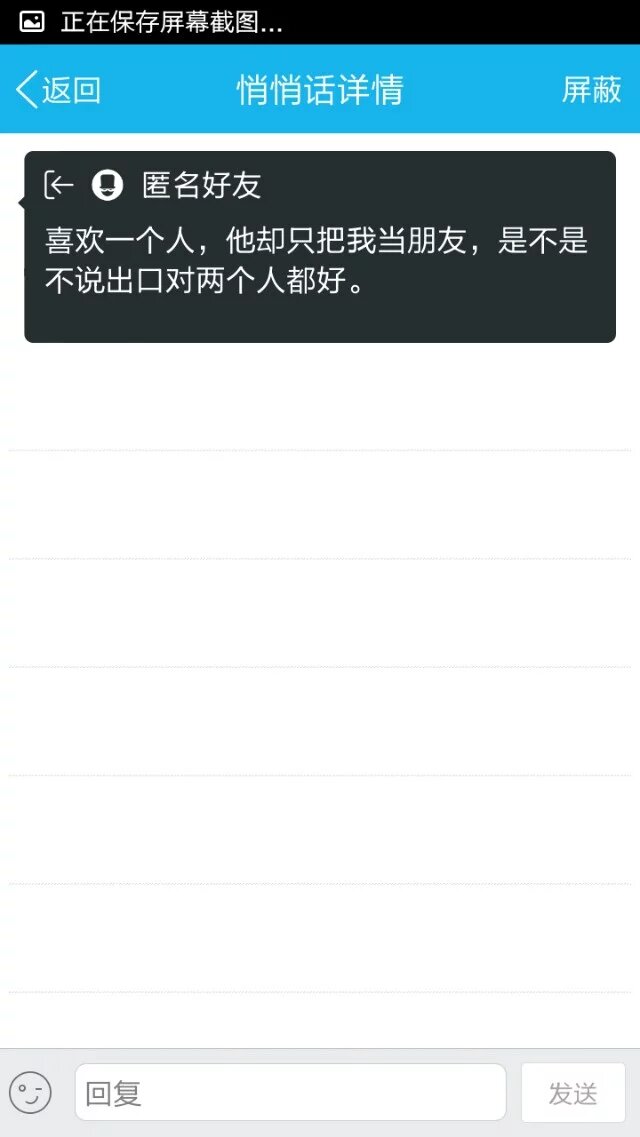 正在保存屏幕截图...
返回
悄悄话详情
屏蔽
匿名好友
喜欢一个人，他却只把我当朋友，是不是
不说出口对两个人都好。
回复
发送